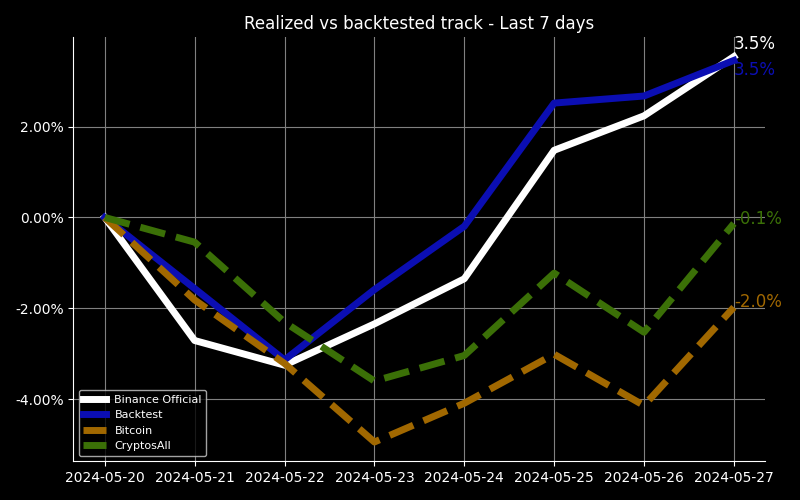 Realized vs backtested track - Last 7 days
3.5%
3.5%
2.00%
0.00%
-0.1%
-2.00%
-2.0%
-4.00%
Binance Official
Backtest
Bitcoin
CryptosAll
2024-05-20 2024-05-21 2024-05-22 2024-05-23 2024-05-24 2024-05-25 2024-05-26 2024-05-27